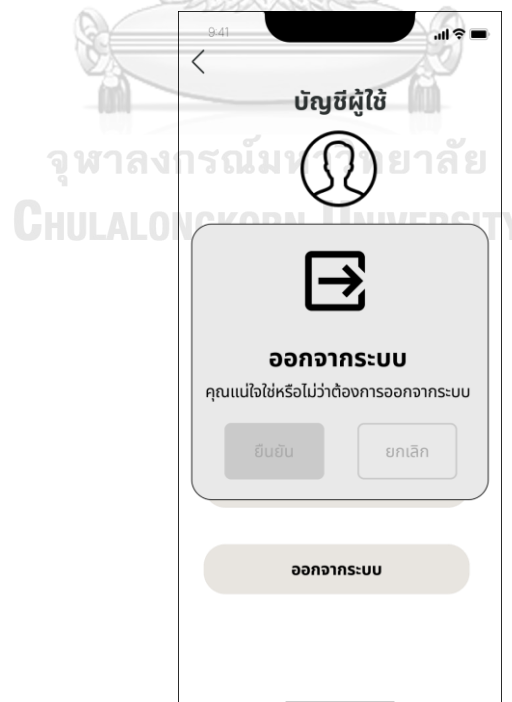 9:41
บัญชีผู้ใช้
จุฬาลงกรณ์มหาวิทยาลัย
CHULALONGKORN UNIVERSITY
ออกจากระบบ
คุณแน่ใจใช่หรือไม่ว่าต้องการออกจากระบบ
ยืนยัน
ยกเลิก
ออกจากระบบ